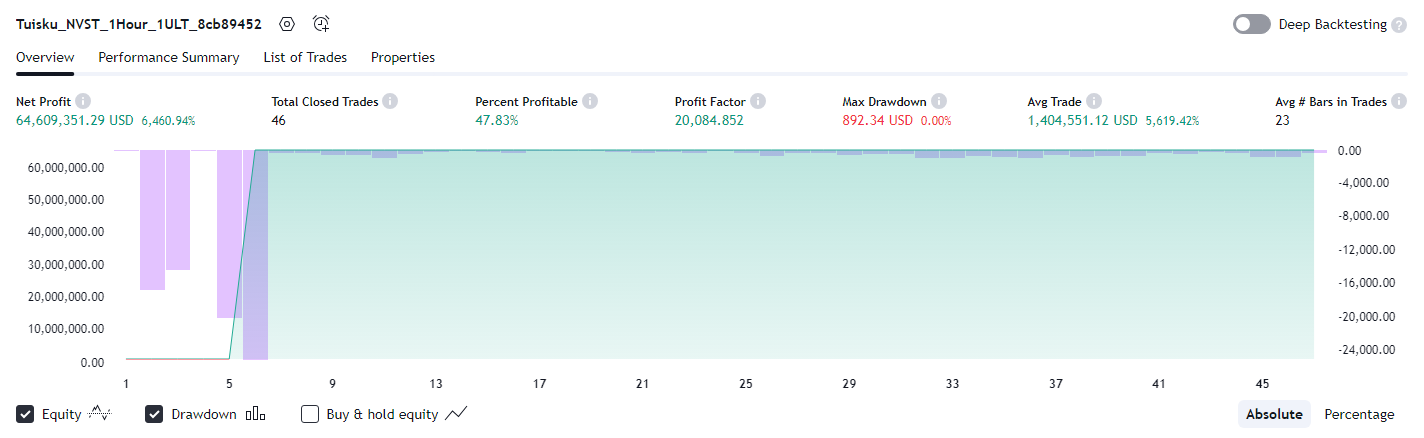 Tuisku_NVST_1Hour_1ULT_8cb89452 Deep Backtesting ?
Overview Performance Summary List of Trades Properties
Net Profit Total Closed Trades Percent Profitable Profit Factor Max Drawdown Avg Trade Avg # Bars in Trades
64,609,351.29 USD 6,460.94% 46 47.83% 20,084.852 892.34 USD 0.00% 1,404,551.12 USD 5,619.42% 23
0.00
60,000,000.00
-4,000.00
50,000,000.00
-8,000.00
40,000,000.00
-12,000.00
30,000,000.00
-16,000.00
20,000,000.00
-20,000.00
10,000,000.00
-24,000.00
0.00
1 5 9 13 17 21 25 29 33 37 41 45
Equity Drawdown Buy & hold equity Absolute Percentage